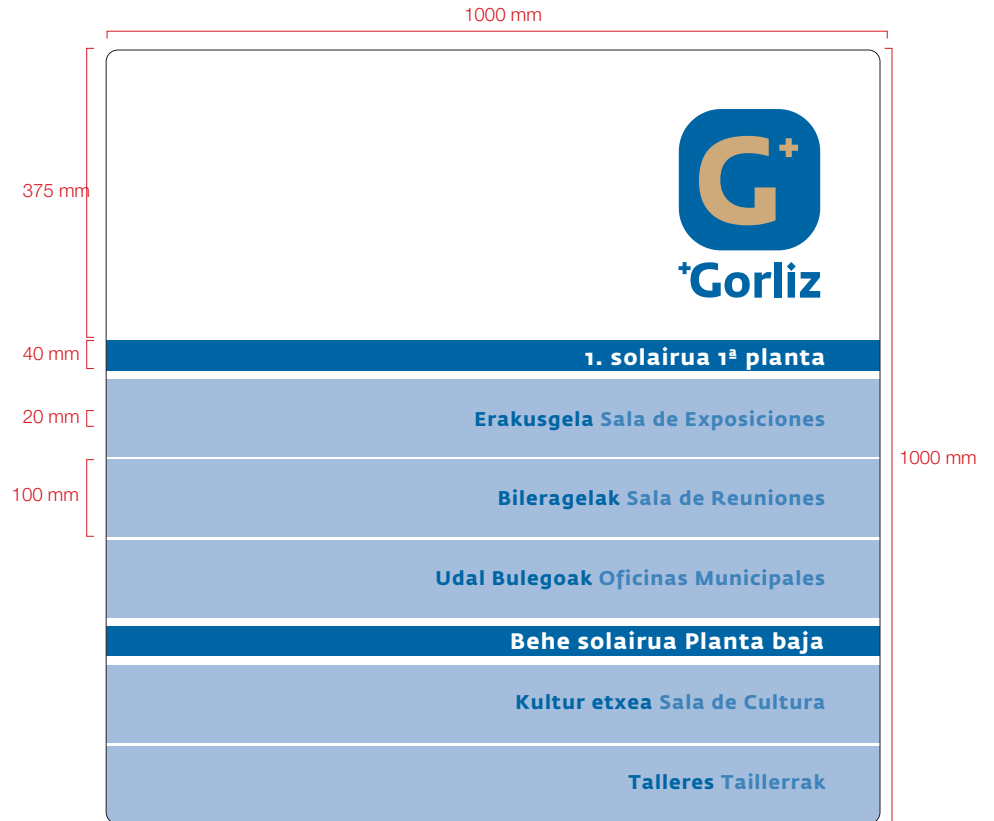 1000 mm
375 mm
G+
+Gorliz
40 mm
1. solairua 1ª planta
20 mm
Erakusgela Sala de Exposiciones
1000 mm
100 mm
Bileragelak Sala de Reuniones
Udal Bulegoak Oficinas Municipales
Behe solairua Planta baja
Kultur etxea Sala de Cultura
Talleres Taillerrak